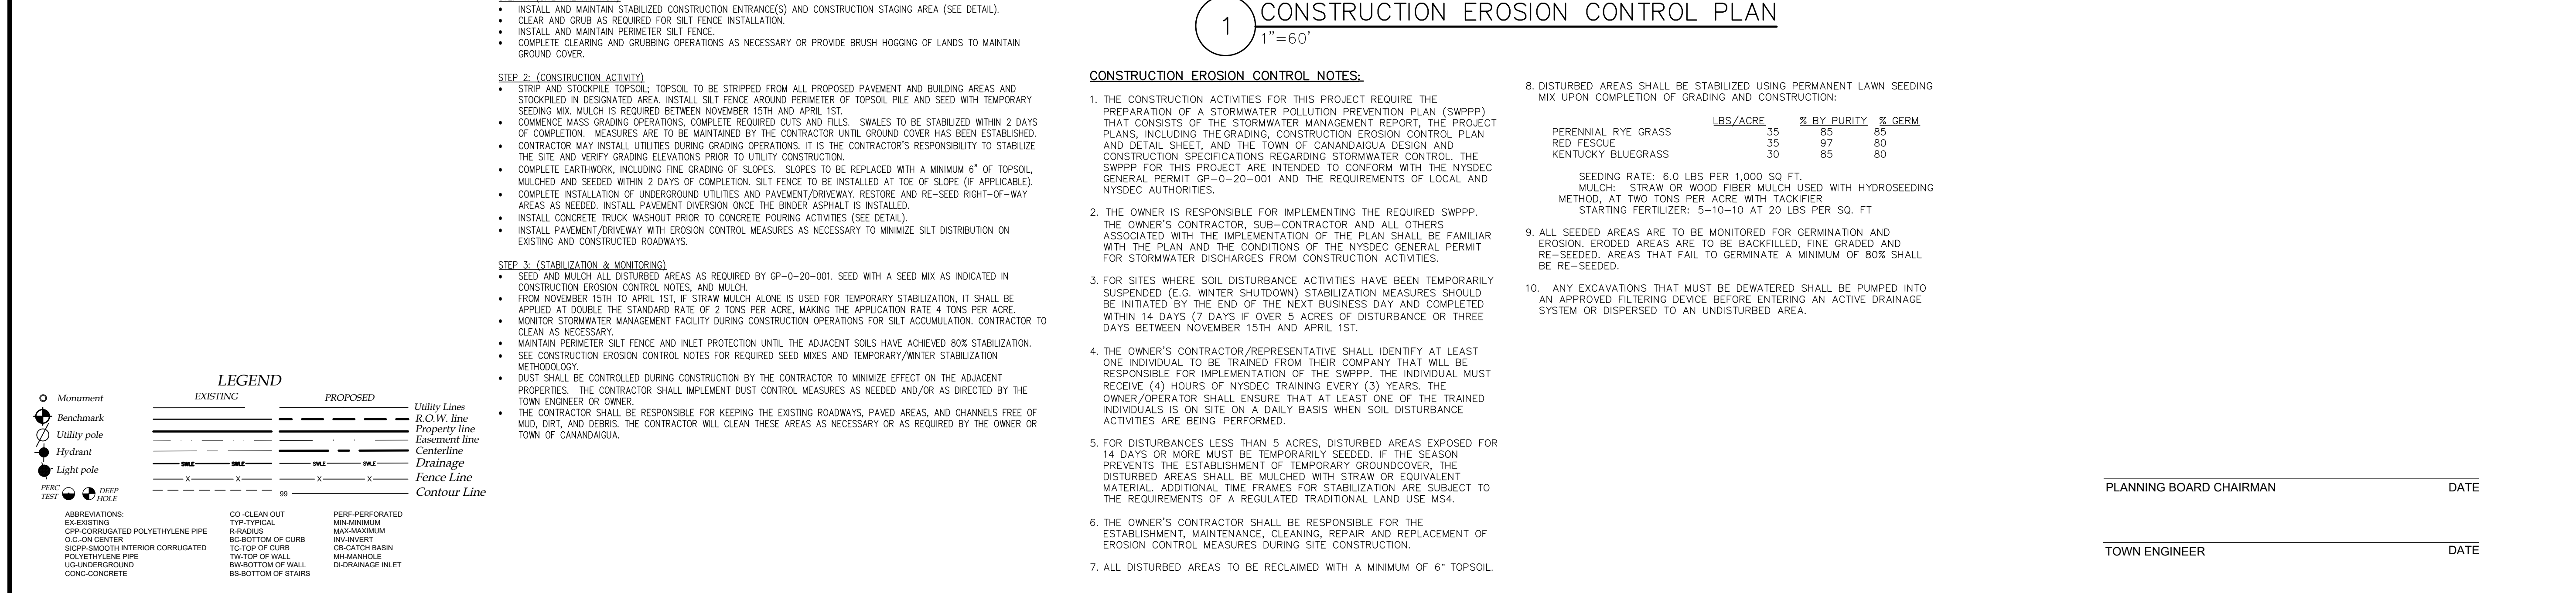 • INSTALL AND MAINTAIN STABILIZED CONSTRUCTION ENTRANCE(S) AND CONSTRUCTION STAGING AREA (SEE DETAIL).
• CLEAR AND GRUB AS REQUIRED FOR SILT FENCE INSTALLATION.
• INSTALL AND MAINTAIN PERIMETER SILT FENCE.
• COMPLETE CLEARING AND GRUBBING OPERATIONS AS NECESSARY OR PROVIDE BRUSH HOGGING OF LANDS TO MAINTAIN
GROUND COVER.
STEP 2: (CONSTRUCTION ACTIVITY)
• STRIP AND STOCKPILE TOPSOIL; TOPSOIL TO BE STRIPPED FROM ALL PROPOSED PAVEMENT AND BUILDING AREAS AND
STOCKPILED IN DESIGNATED AREA. INSTALL SILT FENCE AROUND PERIMETER OF TOPSOIL PILE AND SEED WITH TEMPORARY
SEEDING MIX. MULCH IS REQUIRED BETWEEN NOVEMBER 15TH AND APRIL 1ST.
• COMMENCE MASS GRADING OPERATIONS, COMPLETE REQUIRED CUTS AND FILLS. SWALES TO BE STABILIZED WITHIN 2 DAYS
OF COMPLETION. MEASURES ARE TO BE MAINTAINED BY THE CONTRACTOR UNTIL GROUND COVER HAS BEEN ESTABLISHED.
• CONTRACTOR MAY INSTALL UTILITIES DURING GRADING OPERATIONS. IT IS THE CONTRACTOR'S RESPONSIBILITY TO STABILIZE
THE SITE AND VERIFY GRADING ELEVATIONS PRIOR TO UTILITY CONSTRUCTION.
• COMPLETE EARTHWORK, INCLUDING FINE GRADING OF SLOPES. SLOPES TO BE REPLACED WITH A MINIMUM 6" OF TOPSOIL,
MULCHED AND SEEDED WITHIN 2 DAYS OF COMPLETION. SILT FENCE TO BE INSTALLED AT TOE OF SLOPE (IF APPLICABLE).
• COMPLETE INSTALLATION OF UNDERGROUND UTILITIES AND PAVEMENT/DRIVEWAY. RESTORE AND RE-SEED RIGHT-OF-WAY
AREAS AS NEEDED. INSTALL PAVEMENT DIVERSION ONCE THE BINDER ASPHALT IS INSTALLED.
• INSTALL CONCRETE TRUCK WASHOUT PRIOR TO CONCRETE POURING ACTIVITIES (SEE DETAIL).
• INSTALL PAVEMENT/DRIVEWAY WITH EROSION CONTROL MEASURES AS NECESSARY TO MINIMIZE SILT DISTRIBUTION ON
EXISTING AND CONSTRUCTED ROADWAYS.
STEP 3: (STABILIZATION & MONITORING)
• SEED AND MULCH ALL DISTURBED AREAS AS REQUIRED BY GP-0-20-001. SEED WITH A SEED MIX AS INDICATED IN
CONSTRUCTION EROSION CONTROL NOTES, AND MULCH.
• FROM NOVEMBER 15TH TO APRIL 1ST, IF STRAW MULCH ALONE IS USED FOR TEMPORARY STABILIZATION, IT SHALL BE
APPLIED AT DOUBLE THE STANDARD RATE OF 2 TONS PER ACRE, MAKING THE APPLICATION RATE 4 TONS PER ACRE.
• MONITOR STORMWATER MANAGEMENT FACILITY DURING CONSTRUCTION OPERATIONS FOR SILT ACCUMULATION. CONTRACTOR TO
CLEAN AS NECESSARY.
• MAINTAIN PERIMETER SILT FENCE AND INLET PROTECTION UNTIL THE ADJACENT SOILS HAVE ACHIEVED 80% STABILIZATION.
• SEE CONSTRUCTION EROSION CONTROL NOTES FOR REQUIRED SEED MIXES AND TEMPORARY/WINTER STABILIZATION
METHODOLOGY.
• DUST SHALL BE CONTROLLED DURING CONSTRUCTION BY THE CONTRACTOR TO MINIMIZE EFFECT ON THE ADJACENT
PROPERTIES. THE CONTRACTOR SHALL IMPLEMENT DUST CONTROL MEASURES AS NEEDED AND/OR AS DIRECTED BY THE
TOWN ENGINEER OR OWNER.
• THE CONTRACTOR SHALL BE RESPONSIBLE FOR KEEPING THE EXISTING ROADWAYS, PAVED AREAS, AND CHANNELS FREE OF
MUD, DIRT, AND DEBRIS. THE CONTRACTOR WILL CLEAN THESE AREAS AS NECESSARY OR AS REQUIRED BY THE OWNER OR
TOWN OF CANANDAIGUA.
LEGEND
EXISTING PROPOSED
Monument
Benchmark
Utility pole
Hydrant
Light pole
PERC TEST
DEEP HOLE
Utility Lines
R.O.W. line
Property line
Easement line
Centerline
SWLE SWLE SWLE SWLE Drainage
X X X X Fence Line
99 Contour Line
ABBREVIATIONS:
EX-EXISTING
CPP-CORRUGATED POLYETHYLENE PIPE
O.C.-ON CENTER
SICPP-SMOOTH INTERIOR CORRUGATED
POLYETHYLENE PIPE
UG-UNDERGROUND
CONC-CONCRETE
CO -CLEAN OUT
TYP-TYPICAL
R-RADIUS
BC-BOTTOM OF CURB
TC-TOP OF CURB
TW-TOP OF WALL
BW-BOTTOM OF WALL
BS-BOTTOM OF STAIRS
PERF-PERFORATED
MIN-MINIMUM
MAX-MAXIMUM
INV-INVERT
CB-CATCH BASIN
MH-MANHOLE
DI-DRAINAGE INLET
1 CONSTRUCTION EROSION CONTROL PLAN
1"=60'
CONSTRUCTION EROSION CONTROL NOTES:
1. THE CONSTRUCTION ACTIVITIES FOR THIS PROJECT REQUIRE THE
PREPARATION OF A STORMWATER POLLUTION PREVENTION PLAN (SWPPP)
THAT CONSISTS OF THE STORMWATER MANAGEMENT REPORT, THE PROJECT
PLANS, INCLUDING THE GRADING, CONSTRUCTION EROSION CONTROL PLAN
AND DETAIL SHEET, AND THE TOWN OF CANANDAIGUA DESIGN AND
CONSTRUCTION SPECIFICATIONS REGARDING STORMWATER CONTROL. THE
SWPPP FOR THIS PROJECT ARE INTENDED TO CONFORM WITH THE NYSDEC
GENERAL PERMIT GP-0-20-001 AND THE REQUIREMENTS OF LOCAL AND
NYSDEC AUTHORITIES.
2. THE OWNER IS RESPONSIBLE FOR IMPLEMENTING THE REQUIRED SWPPP.
THE OWNER'S CONTRACTOR, SUB-CONTRACTOR AND ALL OTHERS
ASSOCIATED WITH THE IMPLEMENTATION OF THE PLAN SHALL BE FAMILIAR
WITH THE PLAN AND THE CONDITIONS OF THE NYSDEC GENERAL PERMIT
FOR STORMWATER DISCHARGES FROM CONSTRUCTION ACTIVITIES.
3. FOR SITES WHERE SOIL DISTURBANCE ACTIVITIES HAVE BEEN TEMPORARILY
SUSPENDED (E.G. WINTER SHUTDOWN) STABILIZATION MEASURES SHOULD
BE INITIATED BY THE END OF THE NEXT BUSINESS DAY AND COMPLETED
WITHIN 14 DAYS (7 DAYS IF OVER 5 ACRES OF DISTURBANCE OR THREE
DAYS BETWEEN NOVEMBER 15TH AND APRIL 1ST.
4. THE OWNER'S CONTRACTOR/REPRESENTATIVE SHALL IDENTIFY AT LEAST
ONE INDIVIDUAL TO BE TRAINED FROM THEIR COMPANY THAT WILL BE
RESPONSIBLE FOR IMPLEMENTATION OF THE SWPPP. THE INDIVIDUAL MUST
RECEIVE (4) HOURS OF NYSDEC TRAINING EVERY (3) YEARS. THE
OWNER/OPERATOR SHALL ENSURE THAT AT LEAST ONE OF THE TRAINED
INDIVIDUALS IS ON SITE ON A DAILY BASIS WHEN SOIL DISTURBANCE
ACTIVITIES ARE BEING PERFORMED.
5. FOR DISTURBANCES LESS THAN 5 ACRES, DISTURBED AREAS EXPOSED FOR
14 DAYS OR MORE MUST BE TEMPORARILY SEEDED. IF THE SEASON
PREVENTS THE ESTABLISHMENT OF TEMPORARY GROUNDCOVER, THE
DISTURBED AREAS SHALL BE MULCHED WITH STRAW OR EQUIVALENT
MATERIAL. ADDITIONAL TIME FRAMES FOR STABILIZATION ARE SUBJECT TO
THE REQUIREMENTS OF A REGULATED TRADITIONAL LAND USE MS4.
6. THE OWNER'S CONTRACTOR SHALL BE RESPONSIBLE FOR THE
ESTABLISHMENT, MAINTENANCE, CLEANING, REPAIR AND REPLACEMENT OF
EROSION CONTROL MEASURES DURING SITE CONSTRUCTION.
7. ALL DISTURBED AREAS TO BE RECLAIMED WITH A MINIMUM OF 6" TOPSOIL.
8. DISTURBED AREAS SHALL BE STABILIZED USING PERMANENT LAWN SEEDING
MIX UPON COMPLETION OF GRADING AND CONSTRUCTION:
LBS/ACRE % BY PURITY % GERM
PERENNIAL RYE GRASS 35 85 85
RED FESCUE 35 97 80
KENTUCKY BLUEGRASS 30 85 80
SEEDING RATE: 6.0 LBS PER 1,000 SQ FT.
MULCH: STRAW OR WOOD FIBER MULCH USED WITH HYDROSEEDING
METHOD, AT TWO TONS PER ACRE WITH TACKIFIER
STARTING FERTILIZER: 5-10-10 AT 20 LBS PER SQ. FT
9. ALL SEEDED AREAS ARE TO BE MONITORED FOR GERMINATION AND
EROSION. ERODED AREAS ARE TO BE BACKFILLED, FINE GRADED AND
RE-SEEDED. AREAS THAT FAIL TO GERMINATE A MINIMUM OF 80% SHALL
BE RE-SEEDED.
10. ANY EXCAVATIONS THAT MUST BE DEWATERED SHALL BE PUMPED INTO
AN APPROVED FILTERING DEVICE BEFORE ENTERING AN ACTIVE DRAINAGE
SYSTEM OR DISPERSED TO AN UNDISTURBED AREA.
PLANNING BOARD CHAIRMAN DATE
TOWN ENGINEER DATE